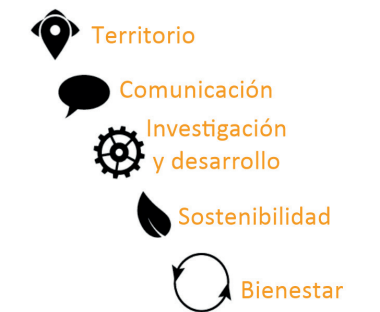 Territorio
Comunicación
Investigación
y desarrollo
Sostenibilidad
Bienestar